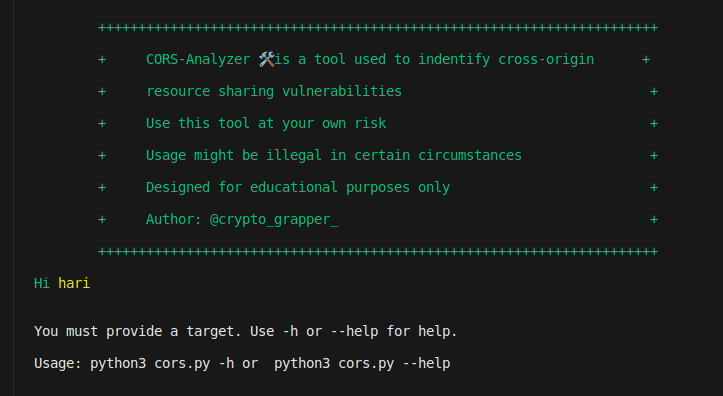 ++++++++++++++++++++++++++++++++++++++++++++++++++++++++++++++++++++++
+ CORS-Analyzer 🛠️is a tool used to indentify cross-origin +
+ resource sharing vulnerabilities +
+ Use this tool at your own risk +
+ Usage might be illegal in certain circumstances +
+ Designed for educational purposes only +
+ Author: @crypto_grapper_ +
++++++++++++++++++++++++++++++++++++++++++++++++++++++++++++++++++++++
Hi hari
You must provide a target. Use -h or --help for help.
Usage: python3 cors.py -h or  python3 cors.py --help